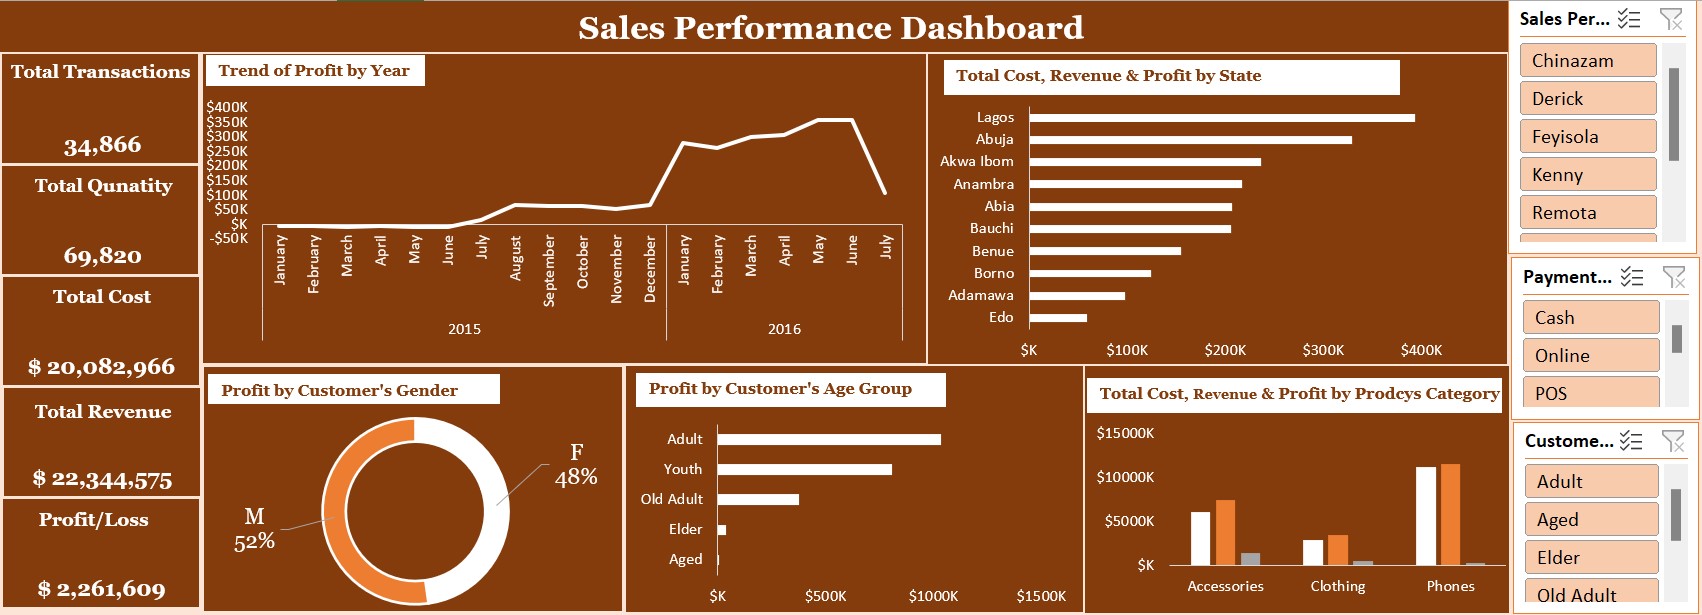 Sales Performance Dashboard
Total Transactions
34,866
Total Qunatity
69,820
Total Cost
$ 20,082,966
Total Revenue
$ 22,344,575
Profit/Loss
$ 2,261,609
Trend of Profit by Year
$400K
$350K
$300K
$250K
$200K
$150K
$100K
$50K
$K
-$50K
January
February
March
April
May
June
July
August
September
October
November
December
January
February
March
April
May
June
July
2015
2016
Total Cost, Revenue & Profit by State
Lagos
Abuja
Akwa Ibom
Anambra
Abia
Bauchi
Benue
Borno
Adamawa
Edo
$K
$100K
$200K
$300K
$400K
Profit by Customer's Gender
F
48%
M
52%
Profit by Customer's Age Group
Adult
Youth
Old Adult
Elder
Aged
$K
$500K
$1000K
$1500K
Total Cost, Revenue & Profit by Prodcys Category
$15000K
$10000K
$5000K
$K
Accessories
Clothing
Phones
Sales Per...
Chinazam
Derick
Feyisola
Kenny
Remota
Payment...
Cash
Online
POS
Custome...
Adult
Aged
Elder
Old Adult